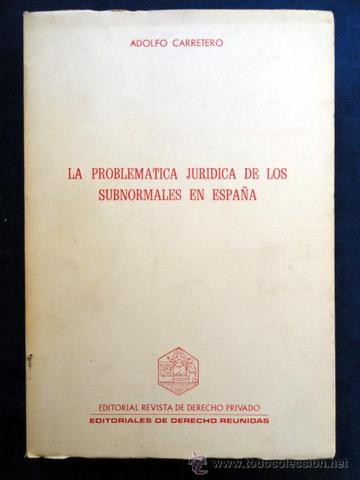 ADOLFO CARRETERO
LA PROBLEMATICA JURIDICA DE LOS
SUBNORMALES EN ESPAÑA
EDITORIAL REVISTA DE DERECHO PRIVADO
EDITORIALES DE DERECHO REUNIDAS
© www.todocoleccion.net